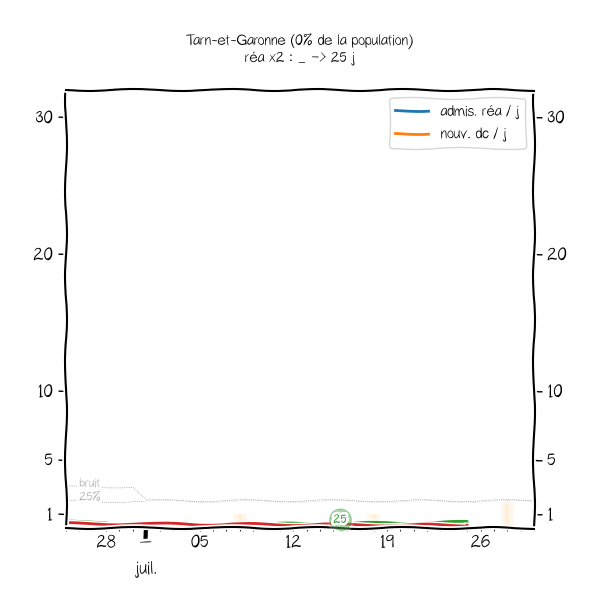 Tarn-et-Garonne (0% de la population)
réa x2 : _ -> 25 j
admis. réa / j
nouv. dc / j
30
30
20
20
10
10
5
5
bruit
25%
1
1
25
28
05
12
19
26
juil.